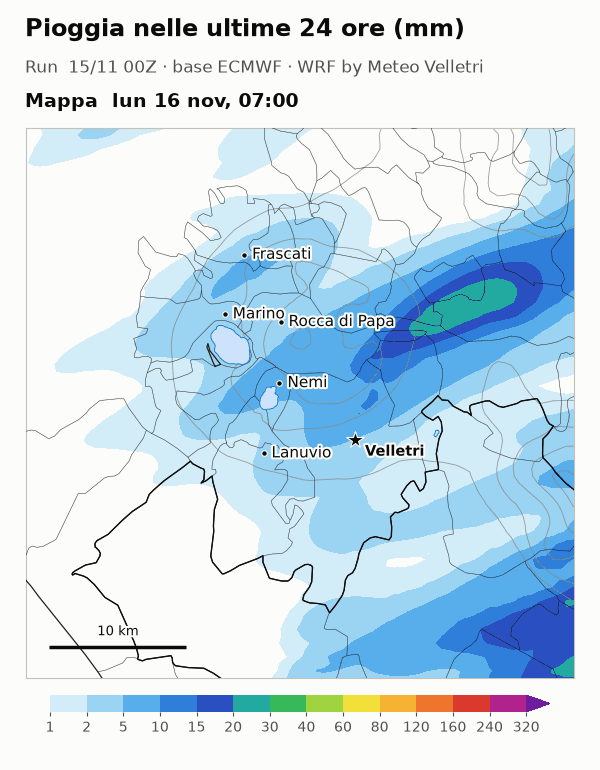 Pioggia nelle ultime 24 ore (mm)
Run  15/11 00Z · base ECMWF · WRF by Meteo Velletri
Mappa  lun 16 nov, 07:00
Frascati
Marino
Rocca di Papa
Nemi
Velletri
Lanuvio
10 km
1 2 5 10 15 20 30 40 60 80 120 160 240 320